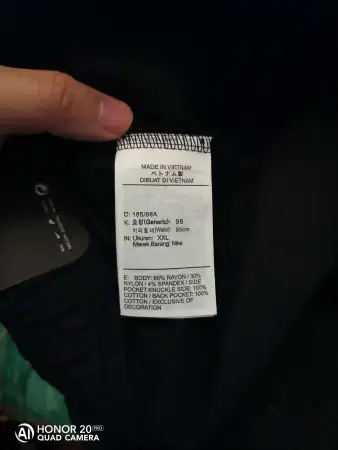 MADE IN VIETNAM
ベトナム製
DIBUAT DI VIETNAM
C: 185/88A
K: 호칭(Generic): 95
허리둘레(Waist): 95cm
IN: Ukuran: XXL
Merek Barang: Nike
E: BODY: 66% RAYON / 30%
NYLON / 4% SPANDEX / SIDE
POCKET KNUCKLE SIDE: 100%
COTTON / BACK POCKET: 100%
COTTON / EXCLUSIVE OF
DECORATION
HONOR 20 PRO
AI QUAD CAMERA